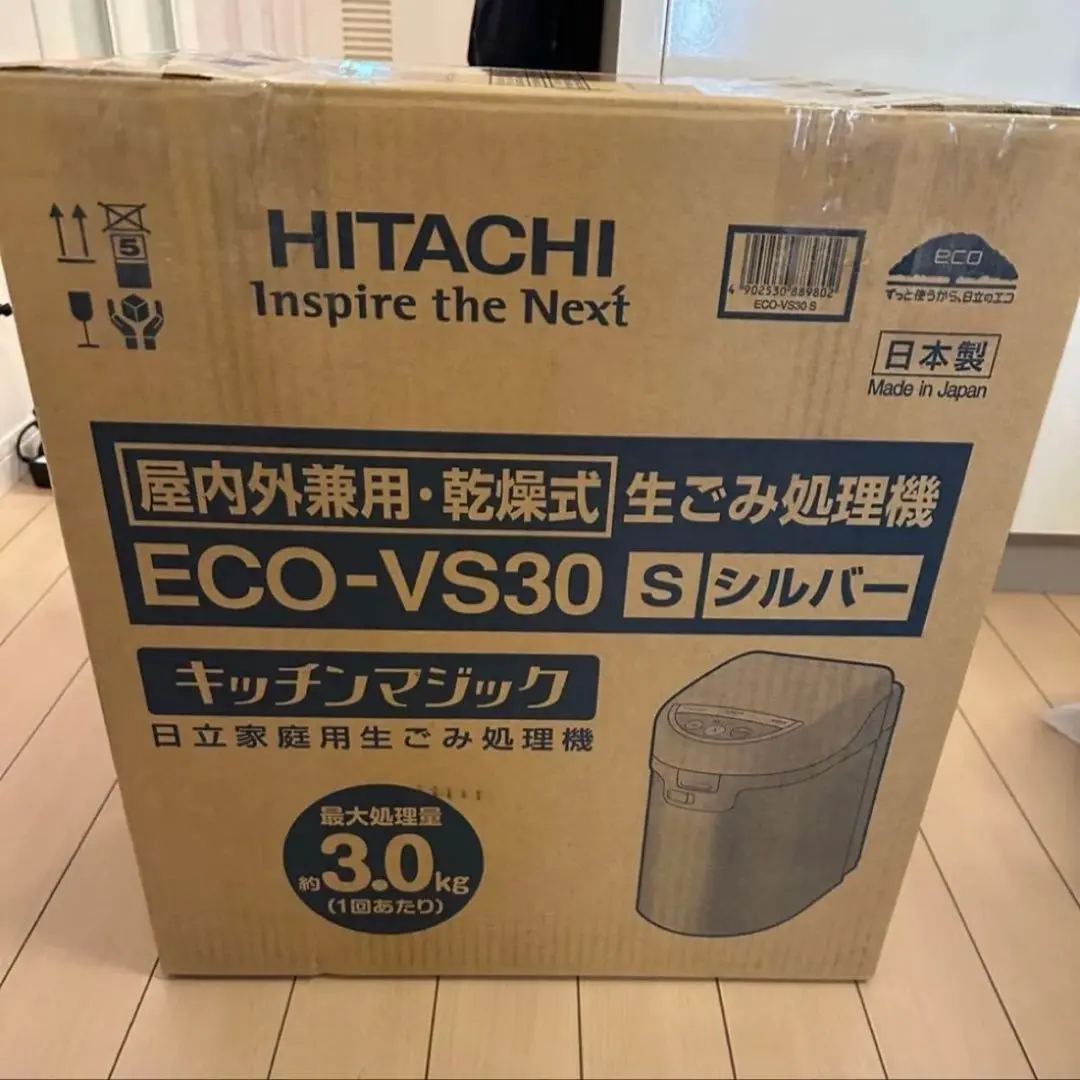 HITACHI
Inspire the Next
5
4 902530 889802
ECO-VS30 S
eco
ずっと使うから、日立のエコ
日本製
Made in Japan
屋内外兼用・乾燥式 生ごみ処理機
ECO-VS30 S シルバー
キッチンマジック
日立家庭用生ごみ処理機
最大処理量
約3.0kg
(1回あたり)